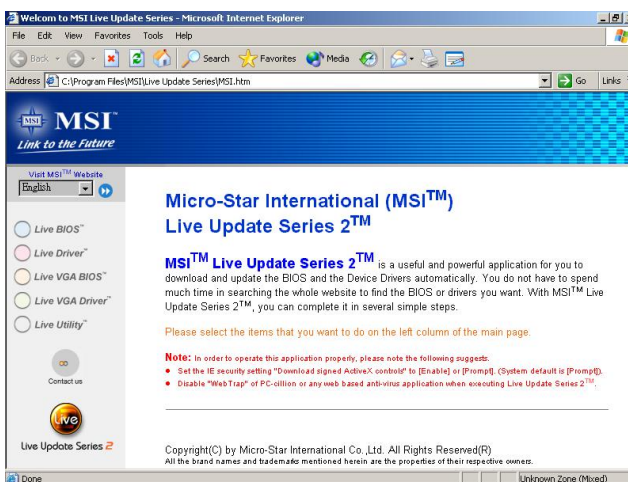 Welcom to MSI Live Update Series - Microsoft Internet Explorer
File Edit View Favorites Tools Help
Back Search Favorites Media
Address C:\Program Files\MSI\Live Update Series\MSI.htm Go Links
MSI™
Link to the Future
Visit MSI™ Website
English
Live BIOS™
Live Driver™
Live VGA BIOS™
Live VGA Driver™
Live Utility™
Contact us
Live
Live Update Series 2
Micro-Star International (MSI™)
Live Update Series 2™
MSI™ Live Update Series 2™ is a useful and powerful application for you to
download and update the BIOS and the Device Drivers automatically. You do not have to spend
much time in searching the whole website to find the BIOS or drivers you want. With MSI™ Live
Update Series 2™, you can complete it in several simple steps.
Please select the items that you want to do on the left column of the main page.
Note: In order to operate this application properly, please note the following suggests.
• Set the IE security setting "Download signed ActiveX controls" to [Enable] or [Prompt]. (System default is [Prompt]).
• Disable "WebTrap" of PC-cillion or any web based anti-virus application when executing Live Update Series 2™.
Copyright(C) by Micro-Star International Co.,Ltd. All Rights Reserved(R)
All the brand names and trademarks mentioned herein are the properties of their respective owners.
Done Unknown Zone (Mixed)